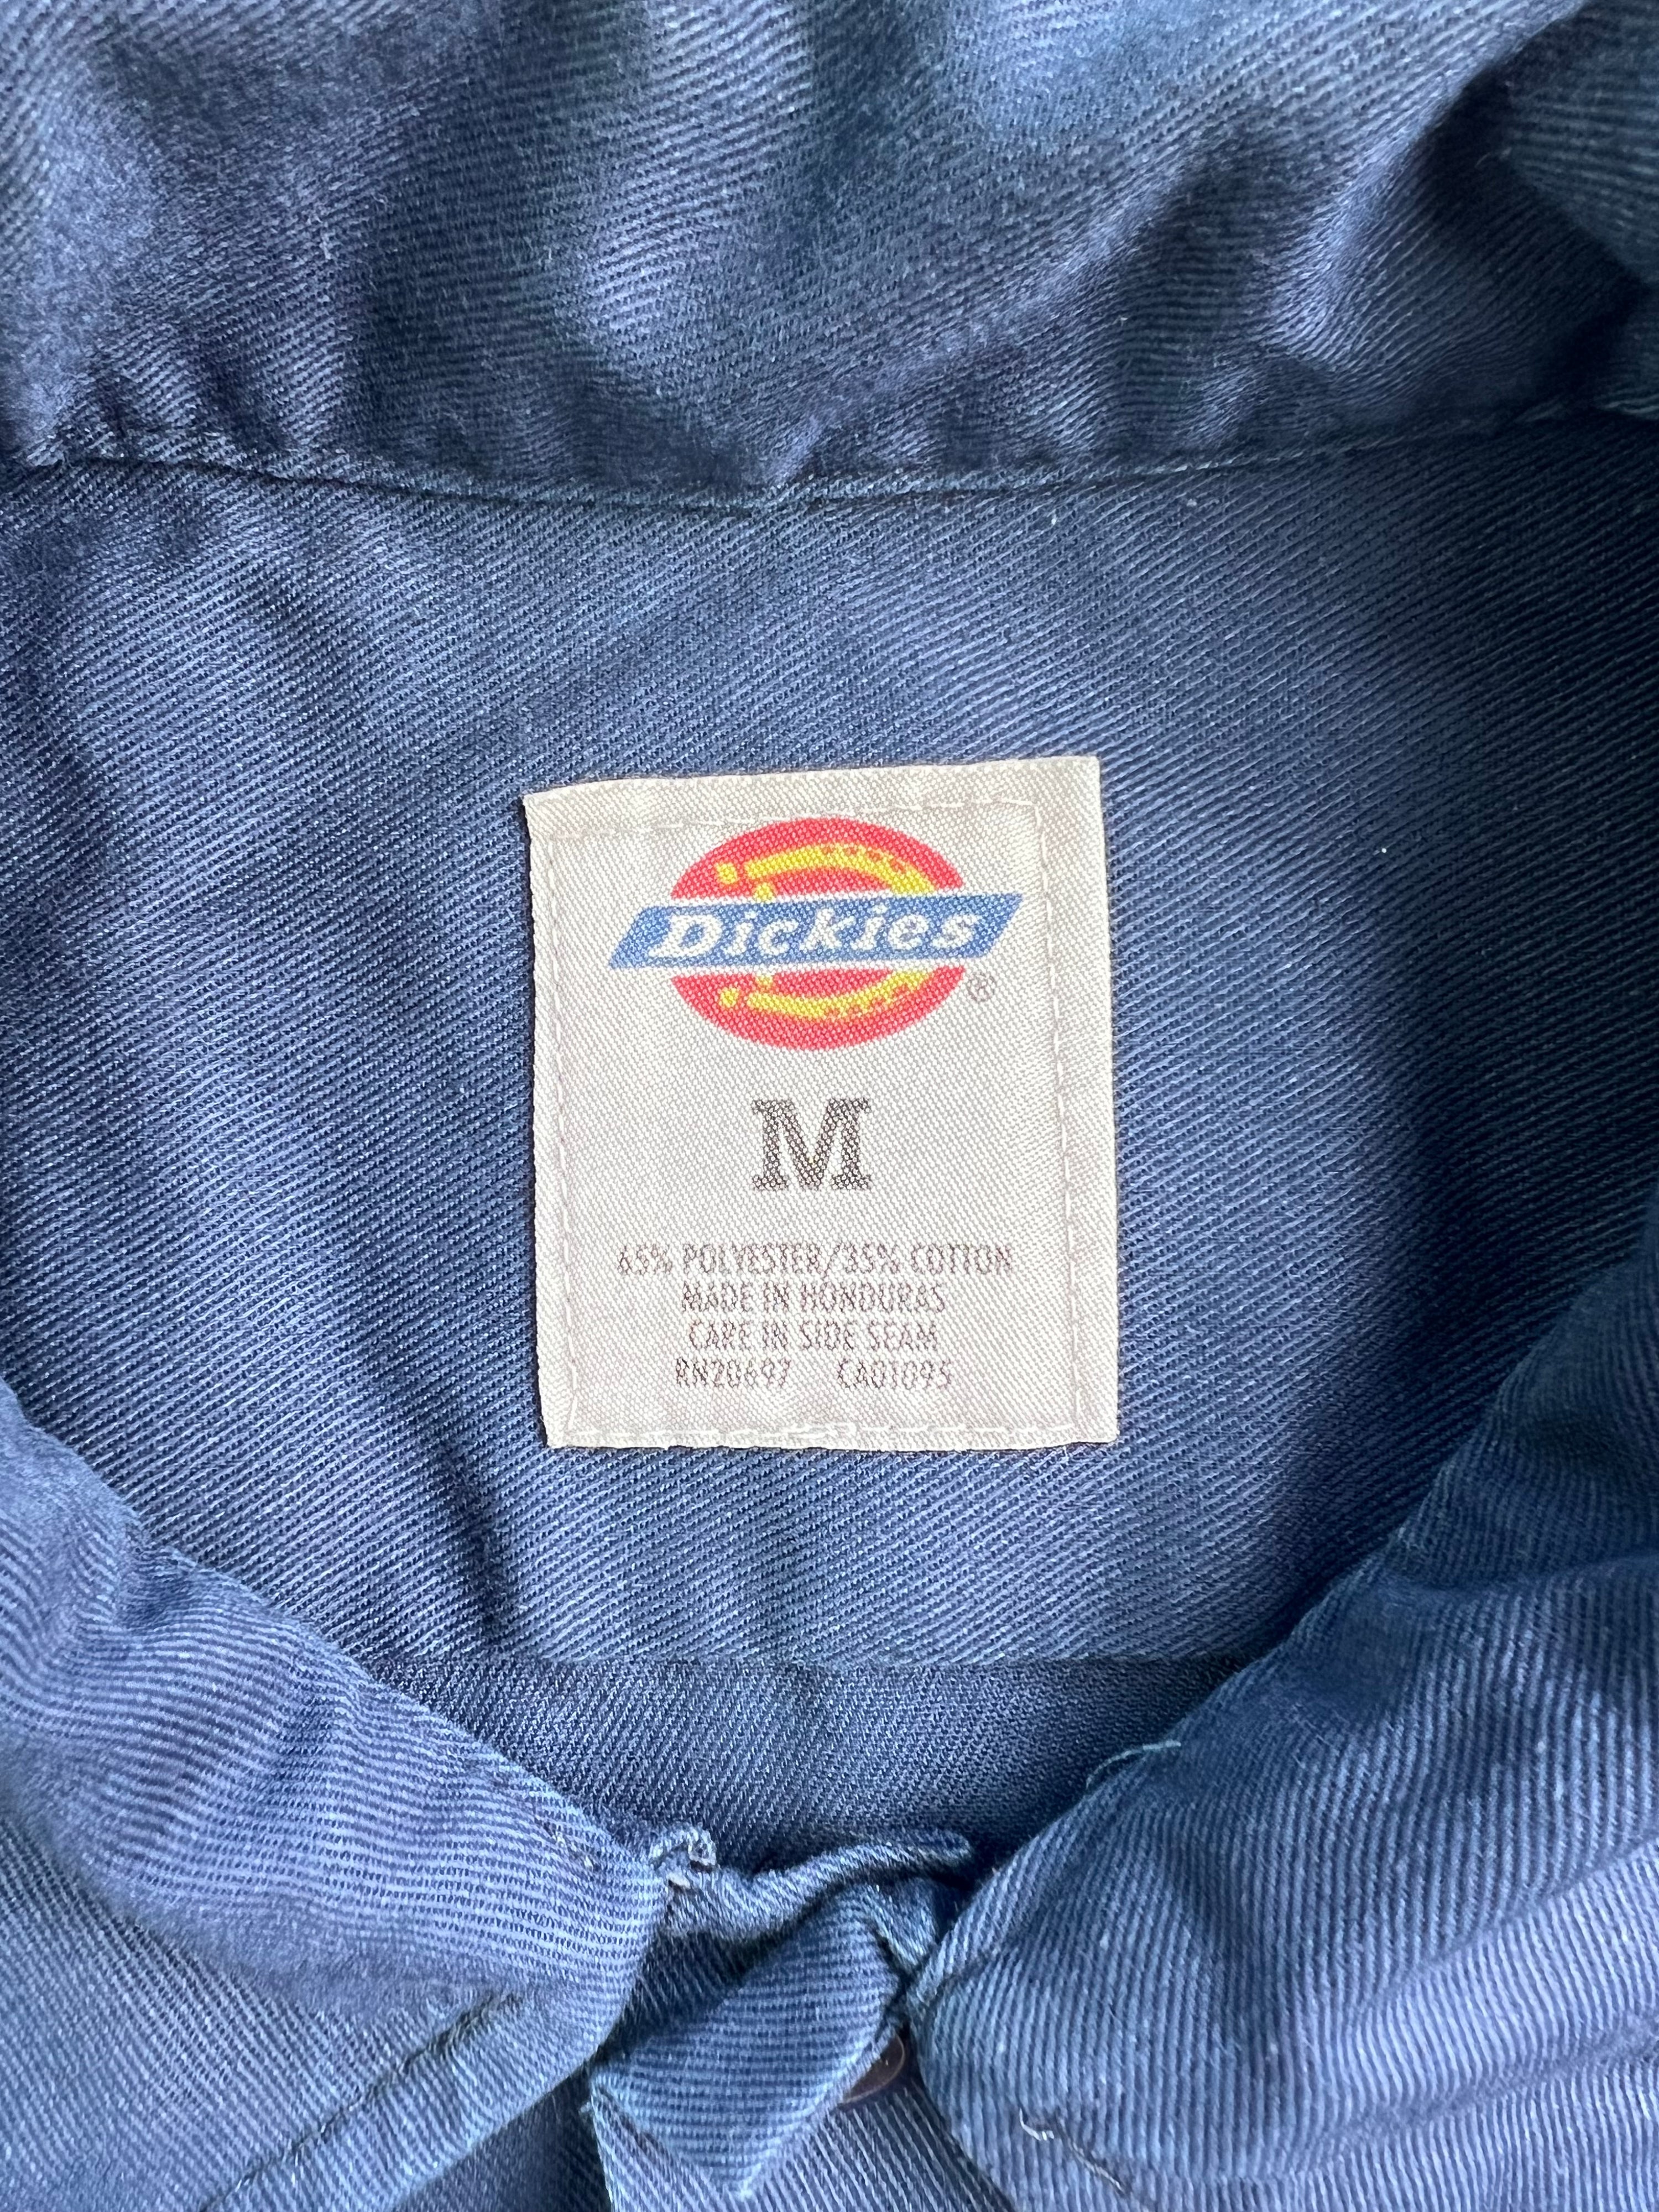 Dickies
®
M
65% POLYESTER/35% COTTON
MADE IN HONDURAS
CARE IN SIDE SEAM
RN20697 CA01095